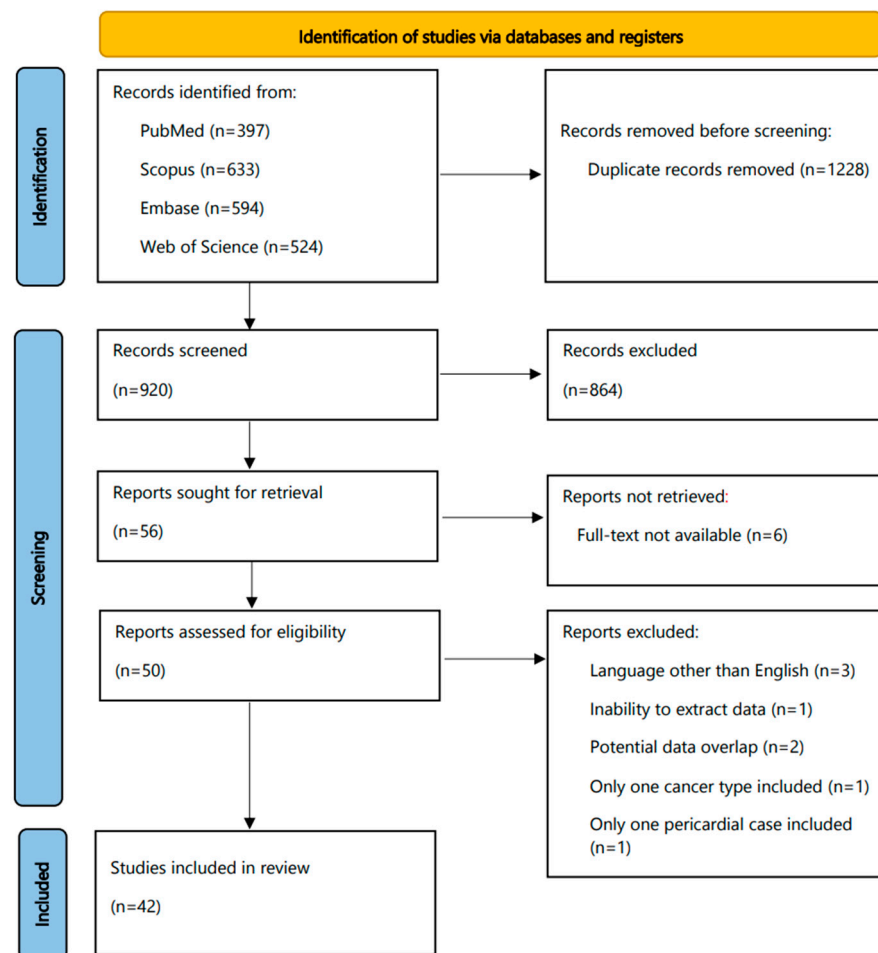 Identification of studies via databases and registers
Identification
Records identified from:
PubMed (n=397)
Scopus (n=633)
Embase (n=594)
Web of Science (n=524)
Records removed before screening:
Duplicate records removed (n=1228)
Screening
Records screened
(n=920)
Records excluded
(n=864)
Reports sought for retrieval
(n=56)
Reports not retrieved:
Full-text not available (n=6)
Reports assessed for eligibility
(n=50)
Reports excluded:
Language other than English (n=3)
Inability to extract data (n=1)
Potential data overlap (n=2)
Only one cancer type included (n=1)
Only one pericardial case included
(n=1)
Included
Studies included in review
(n=42)